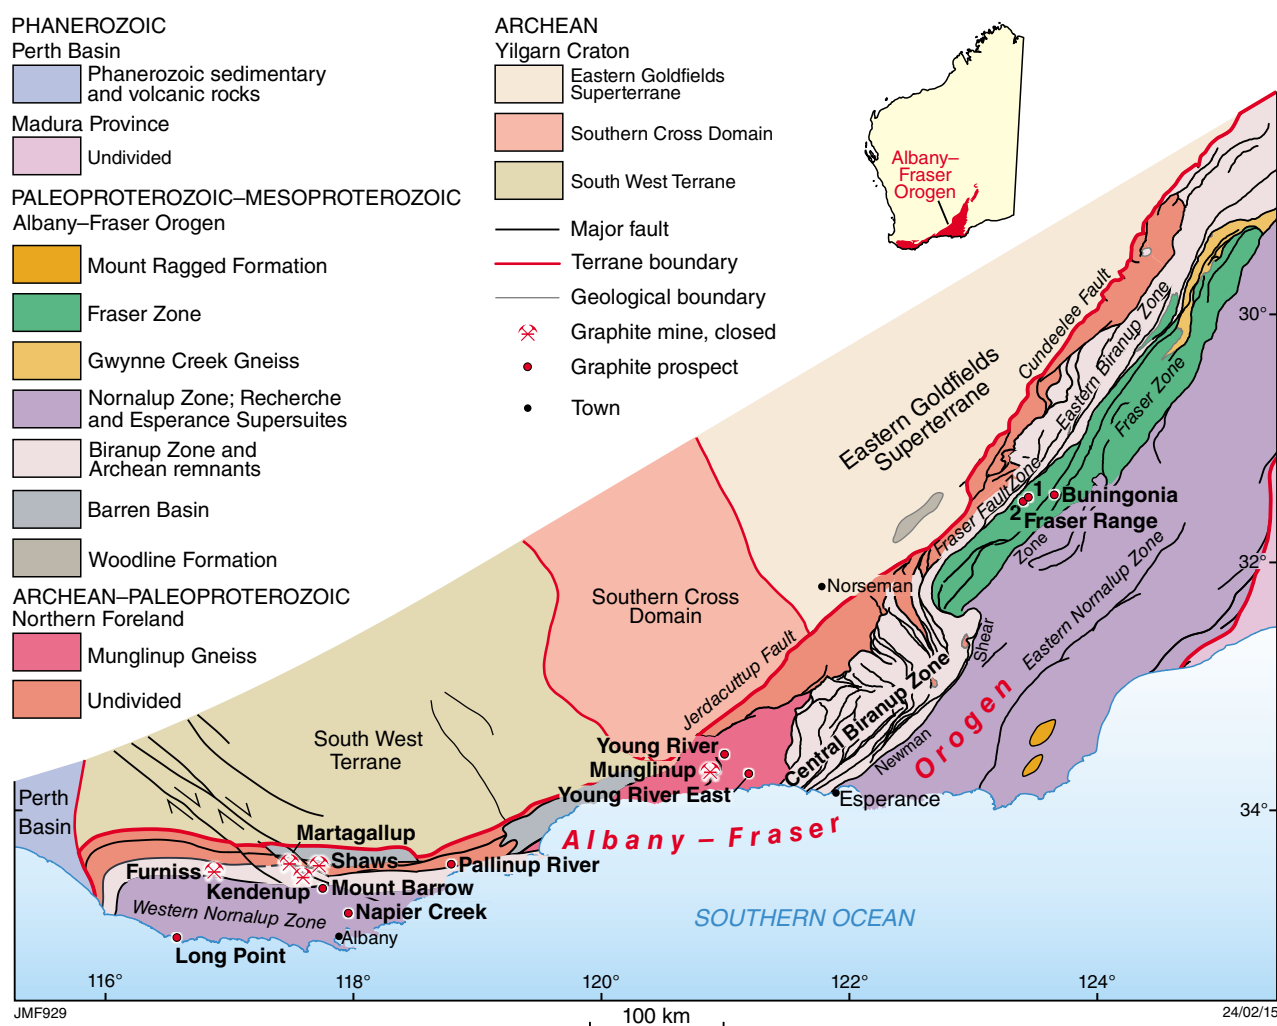 PHANEROZOIC
Perth Basin
Phanerozoic sedimentary
and volcanic rocks
Madura Province
Undivided
PALEOPROTEROZOIC–MESOPROTEROZOIC
Albany–Fraser Orogen
Mount Ragged Formation
Fraser Zone
Gwynne Creek Gneiss
Nornalup Zone; Recherche
and Esperance Supersuites
Biranup Zone and
Archean remnants
Barren Basin
Woodline Formation
ARCHEAN–PALEOPROTEROZOIC
Northern Foreland
Munglinup Gneiss
Undivided
ARCHEAN
Yilgarn Craton
Eastern Goldfields
Superterrane
Southern Cross Domain
South West Terrane
Major fault
Terrane boundary
Geological boundary
Graphite mine, closed
Graphite prospect
Town
Albany–
Fraser
Orogen
Cundeelee Fault
Eastern Biranup Zone
Fraser Zone
30°
Eastern Goldfields
Superterrane
Fraser Fault Zone
1
2
Buningonia
Fraser Range
Zone
32°
Norseman
Eastern Nornalup Zone
Southern Cross
Domain
Shear
Jerdacuttup Fault
Central Biranup Zone
Newman
Orogen
South West
Terrane
Young River
Munglinup
Young River East
Esperance
34°
Perth
Basin
Albany – Fraser
Martagallup
Shaws
Pallinup River
Furniss
Kendenup
Mount Barrow
Western Nornalup Zone
Napier Creek
Albany
Long Point
SOUTHERN OCEAN
116°
118°
120°
122°
124°
JMF929
100 km
24/02/15